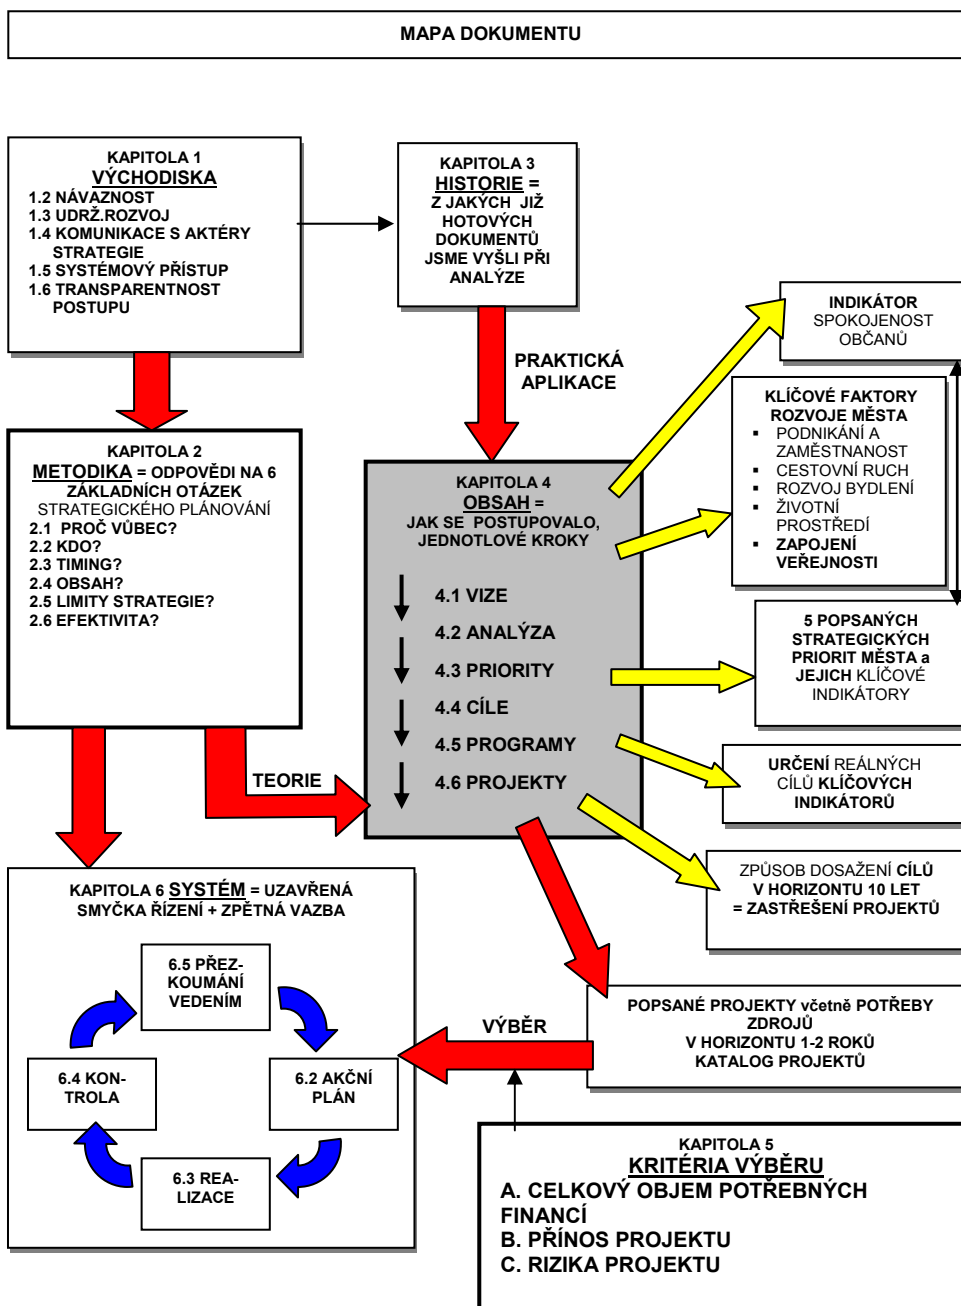 MAPA DOKUMENTU
KAPITOLA 1
VÝCHODISKA
1.2 NÁVAZNOST
1.3 UDRŽ.ROZVOJ
1.4 KOMUNIKACE S AKTÉRY
STRATEGIE
1.5 SYSTÉMOVÝ PŘÍSTUP
1.6 TRANSPARENTNOST
POSTUPU
KAPITOLA 3
HISTORIE =
Z JAKÝCH JIŽ
HOTOVÝCH
DOKUMENTŮ
JSME VYŠLI PŘI
ANALÝZE
INDIKÁTOR
SPOKOJENOST
OBČANŮ
PRAKTICKÁ
APLIKACE
KLÍČOVÉ FAKTORY
ROZVOJE MĚSTA
▪ PODNIKÁNÍ A
ZAMĚSTNANOST
▪ CESTOVNÍ RUCH
▪ ROZVOJ BYDLENÍ
▪ ŽIVOTNÍ
PROSTŘEDÍ
▪ ZAPOJENÍ
VEŘEJNOSTI
KAPITOLA 2
METODIKA = ODPOVĚDI NA 6
ZÁKLADNÍCH OTÁZEK
STRATEGICKÉHO PLÁNOVÁNÍ
2.1 PROČ VŮBEC?
2.2 KDO?
2.3 TIMING?
2.4 OBSAH?
2.5 LIMITY STRATEGIE?
2.6 EFEKTIVITA?
KAPITOLA 4
OBSAH =
JAK SE POSTUPOVALO,
JEDNOTLOVÉ KROKY
4.1 VIZE
4.2 ANALÝZA
4.3 PRIORITY
4.4 CÍLE
4.5 PROGRAMY
4.6 PROJEKTY
5 POPSANÝCH
STRATEGICKÝCH
PRIORIT MĚSTA a
JEJICH KLÍČOVÉ
INDIKÁTORY
TEORIE
URČENÍ REÁLNÝCH
CÍLŮ KLÍČOVÝCH
INDIKÁTORŮ
ZPŮSOB DOSAŽENÍ CÍLŮ
V HORIZONTU 10 LET
= ZASTŘEŠENÍ PROJEKTŮ
KAPITOLA 6 SYSTÉM = UZAVŘENÁ
SMYČKA ŘÍZENÍ + ZPĚTNÁ VAZBA
6.5 PŘEZ-
KOUMÁNÍ
VEDENÍM
6.4 KON-
TROLA
6.2 AKČNÍ
PLÁN
6.3 REA-
LIZACE
VÝBĚR
POPSANÉ PROJEKTY včetně POTŘEBY
ZDROJŮ
V HORIZONTU 1-2 ROKŮ
KATALOG PROJEKTŮ
KAPITOLA 5
KRITÉRIA VÝBĚRU
A. CELKOVÝ OBJEM POTŘEBNÝCH
FINANCÍ
B. PŘÍNOS PROJEKTU
C. RIZIKA PROJEKTU